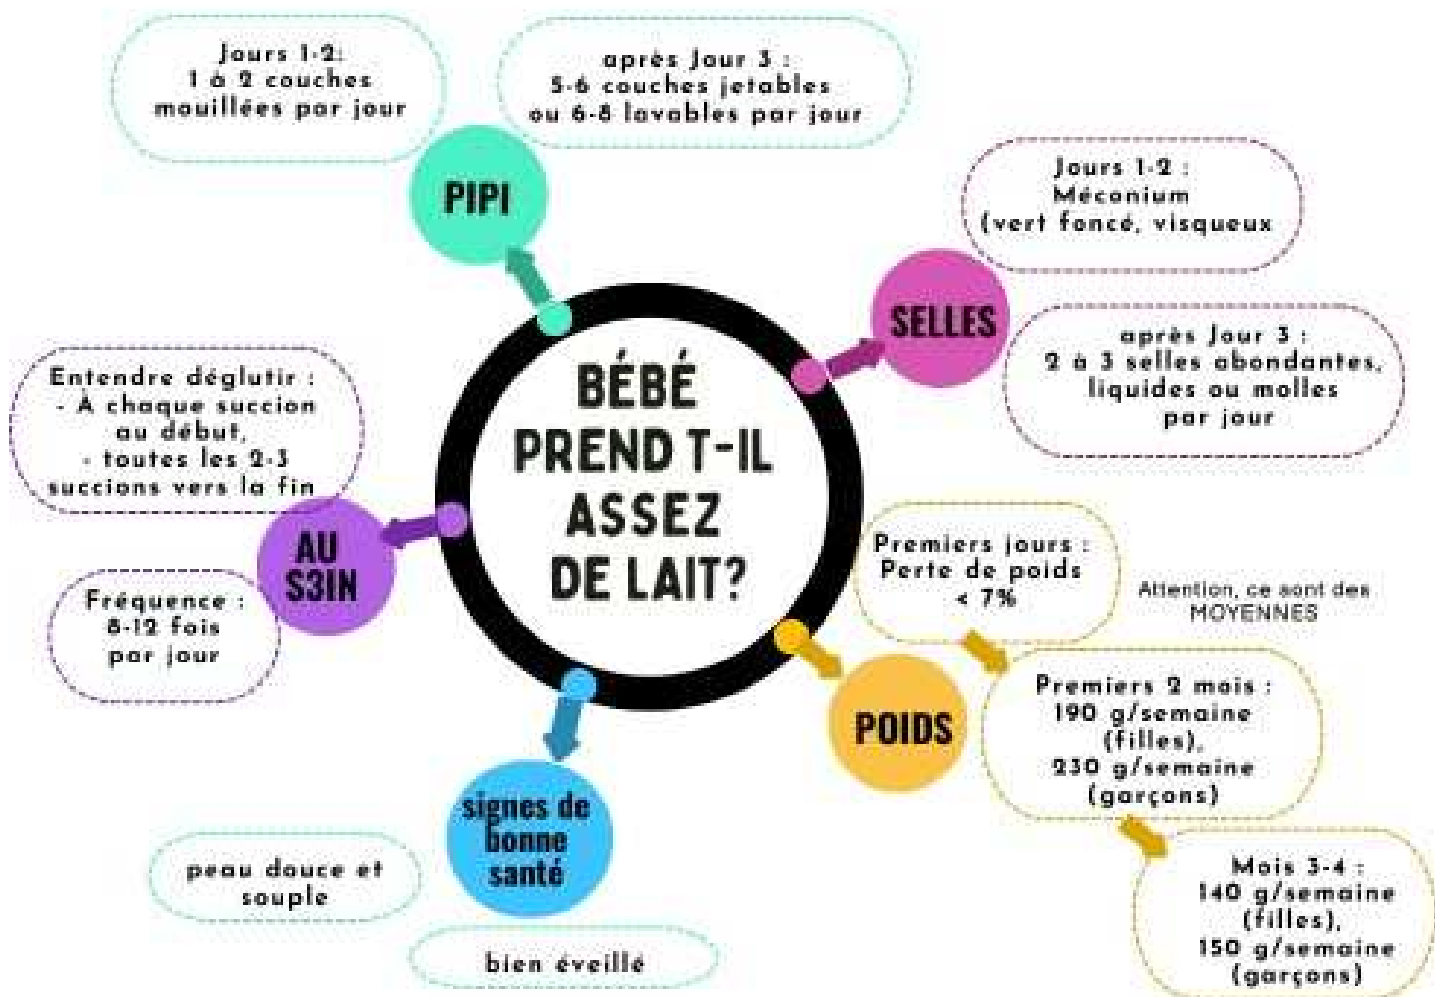 Jours 1-2:
1 à 2 couches
mouillées par jour
après Jour 3 :
5-6 couches jetables
ou 6-8 lavables par jour
PIPI
Jours 1-2 :
Méconium
(vert foncé, visqueux
SELLES
après Jour 3 :
2 à 3 selles abondantes,
liquides ou molles
par jour
BÉBÉ
PREND T-IL
ASSEZ
DE LAIT?
Entendre déglutir :
- À chaque succion
au début,
- toutes les 2-3
succions vers la fin
AU
S3IN
Fréquence :
8-12 fois
par jour
Premiers jours :
Perte de poids
< 7%
Attention, ce sont des
MOYENNES
POIDS
Premiers 2 mois :
190 g/semaine
(filles),
230 g/semaine
(garçons)
Mois 3-4 :
140 g/semaine
(filles),
150 g/semaine
(garçons)
signes de
bonne
santé
peau douce et
souple
bien éveillé